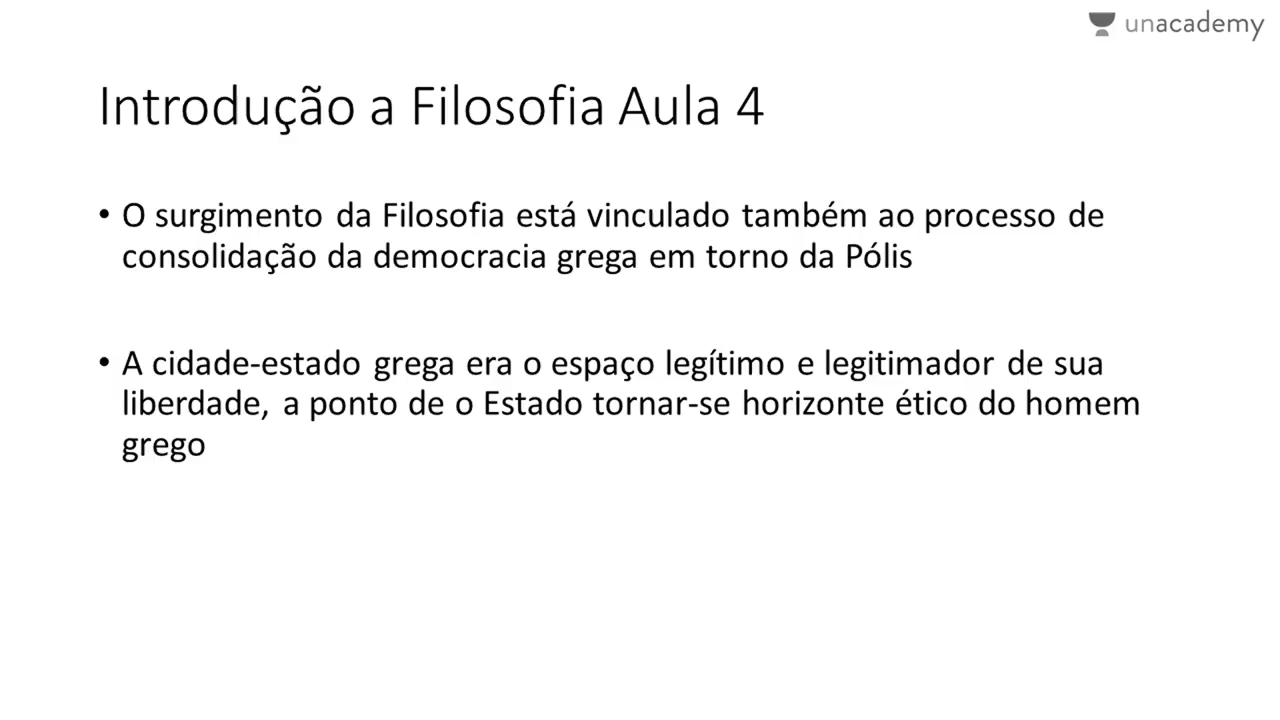 unacademy
Introdução a Filosofia Aula 4
• O surgimento da Filosofia está vinculado também ao processo de
consolidação da democracia grega em torno da Pólis
• A cidade-estado grega era o espaço legítimo e legitimador de sua
liberdade, a ponto de o Estado tornar-se horizonte ético do homem
grego